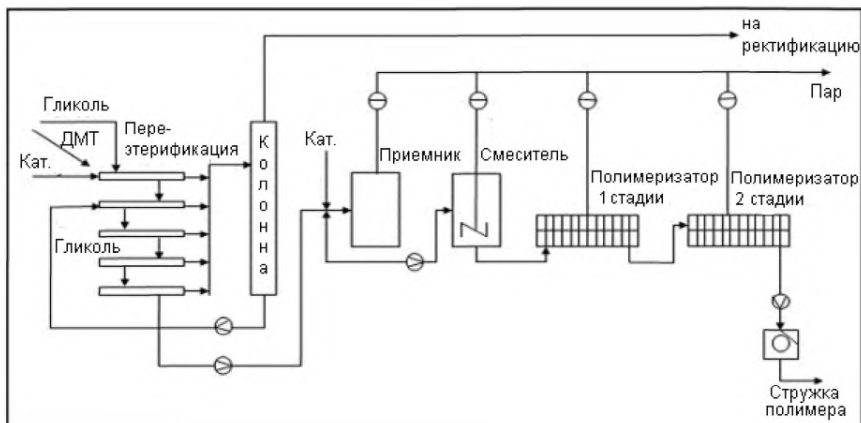 на
ректификацию
Пар
Гликоль
ДМТ
Кат.
Пере-
этерификация
Колонна
Гликоль
Кат.
Приемник
Смеситель
Полимеризатор
1 стадии
Полимеризатор
2 стадии
Стружка
полимера